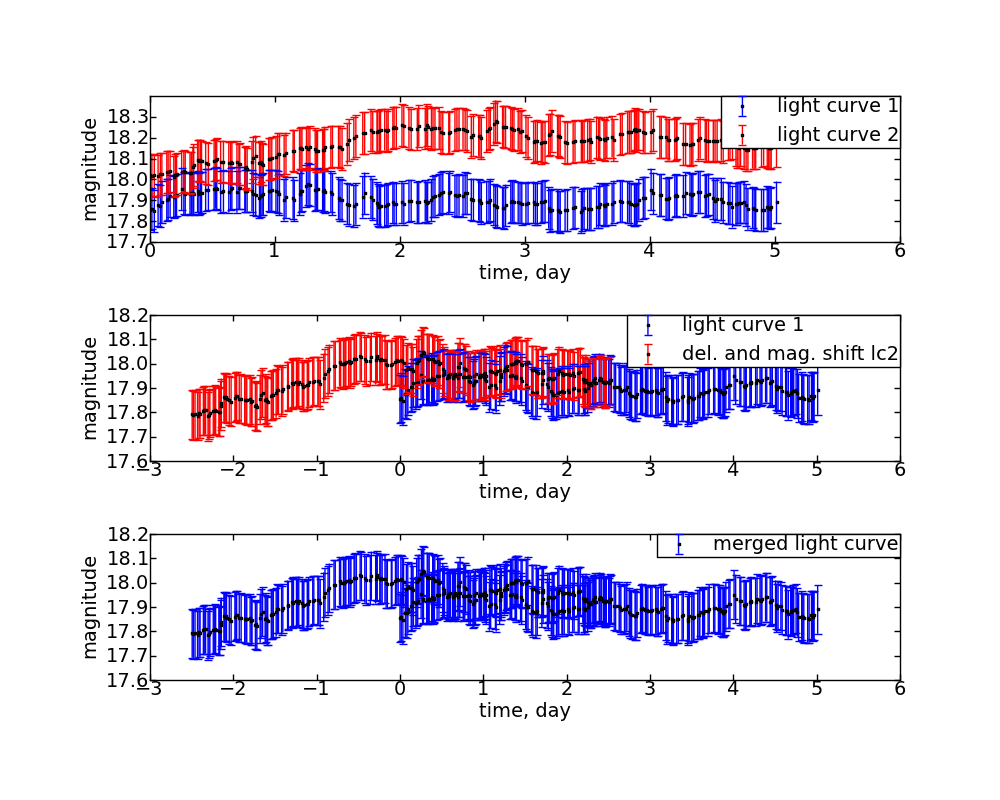 light curve 1
light curve 2
magnitude
18.3
18.2
18.1
18.0
17.9
17.8
17.7
0 1 2 3 4 5 6
time, day
light curve 1
del. and mag. shift lc2
magnitude
18.2
18.1
18.0
17.9
17.8
17.7
17.6
−3 −2 −1 0 1 2 3 4 5 6
time, day
merged light curve
magnitude
18.2
18.1
18.0
17.9
17.8
17.7
17.6
−3 −2 −1 0 1 2 3 4 5 6
time, day